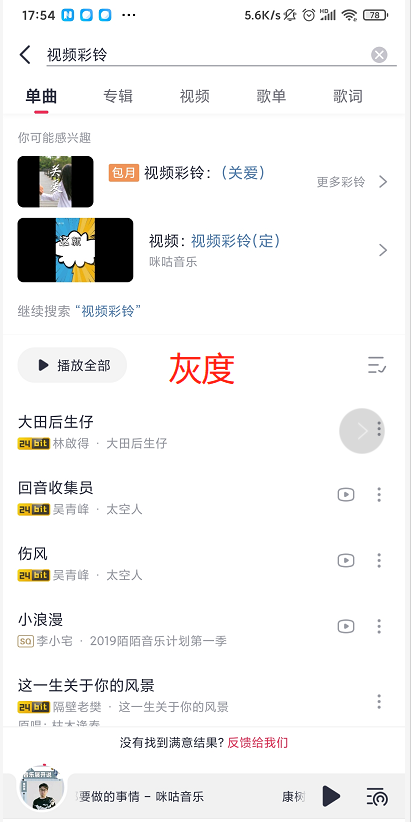 17:54 5.6K/s HD 78
视频彩铃
单曲 专辑 视频 歌单 歌词
你可能感兴趣
包月 视频彩铃：（关爱）
更多彩铃
关爱
视频：视频彩铃(定)
咪咕音乐
继续搜索 “视频彩铃”
播放全部
灰度
大田后生仔
24bit 林啟得 · 大田后生仔
回音收集员
24bit 吴青峰 · 太空人
伤风
24bit 吴青峰 · 太空人
小浪漫
SQ 李小宅 · 2019陌陌音乐计划第一季
这一生关于你的风景
24bit 隔壁老樊 · 这一生关于你的风景
没有找到满意结果？反馈给我们
要做的事情 – 咪咕音乐 康树